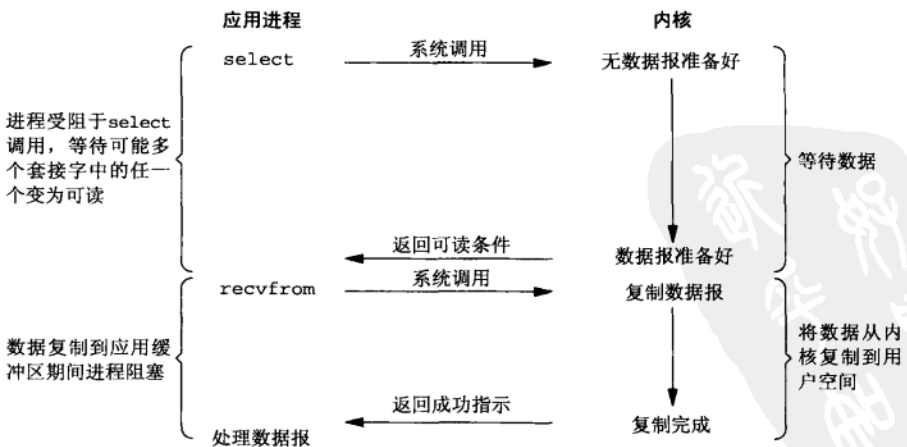 应用进程
内核
select
系统调用
无数据报准备好
进程受阻于select
调用，等待可能多
个套接字中的任一
个变为可读
等待数据
返回可读条件
数据报准备好
recvfrom
系统调用
复制数据报
数据复制到应用缓
冲区期间进程阻塞
将数据从内
核复制到用
户空间
返回成功指示
复制完成
处理数据报